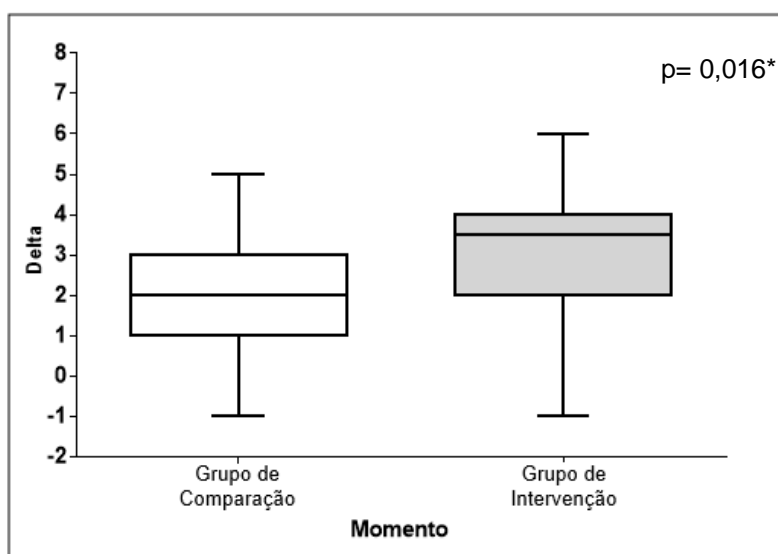 p= 0,016*
8
7
6
5
4
3
2
1
0
-1
-2
Delta
Grupo de
Comparação
Grupo de
Intervenção
Momento